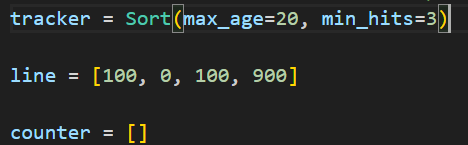 tracker = Sort(max_age=20, min_hits=3)
line = [100, 0, 100, 900]
counter = []